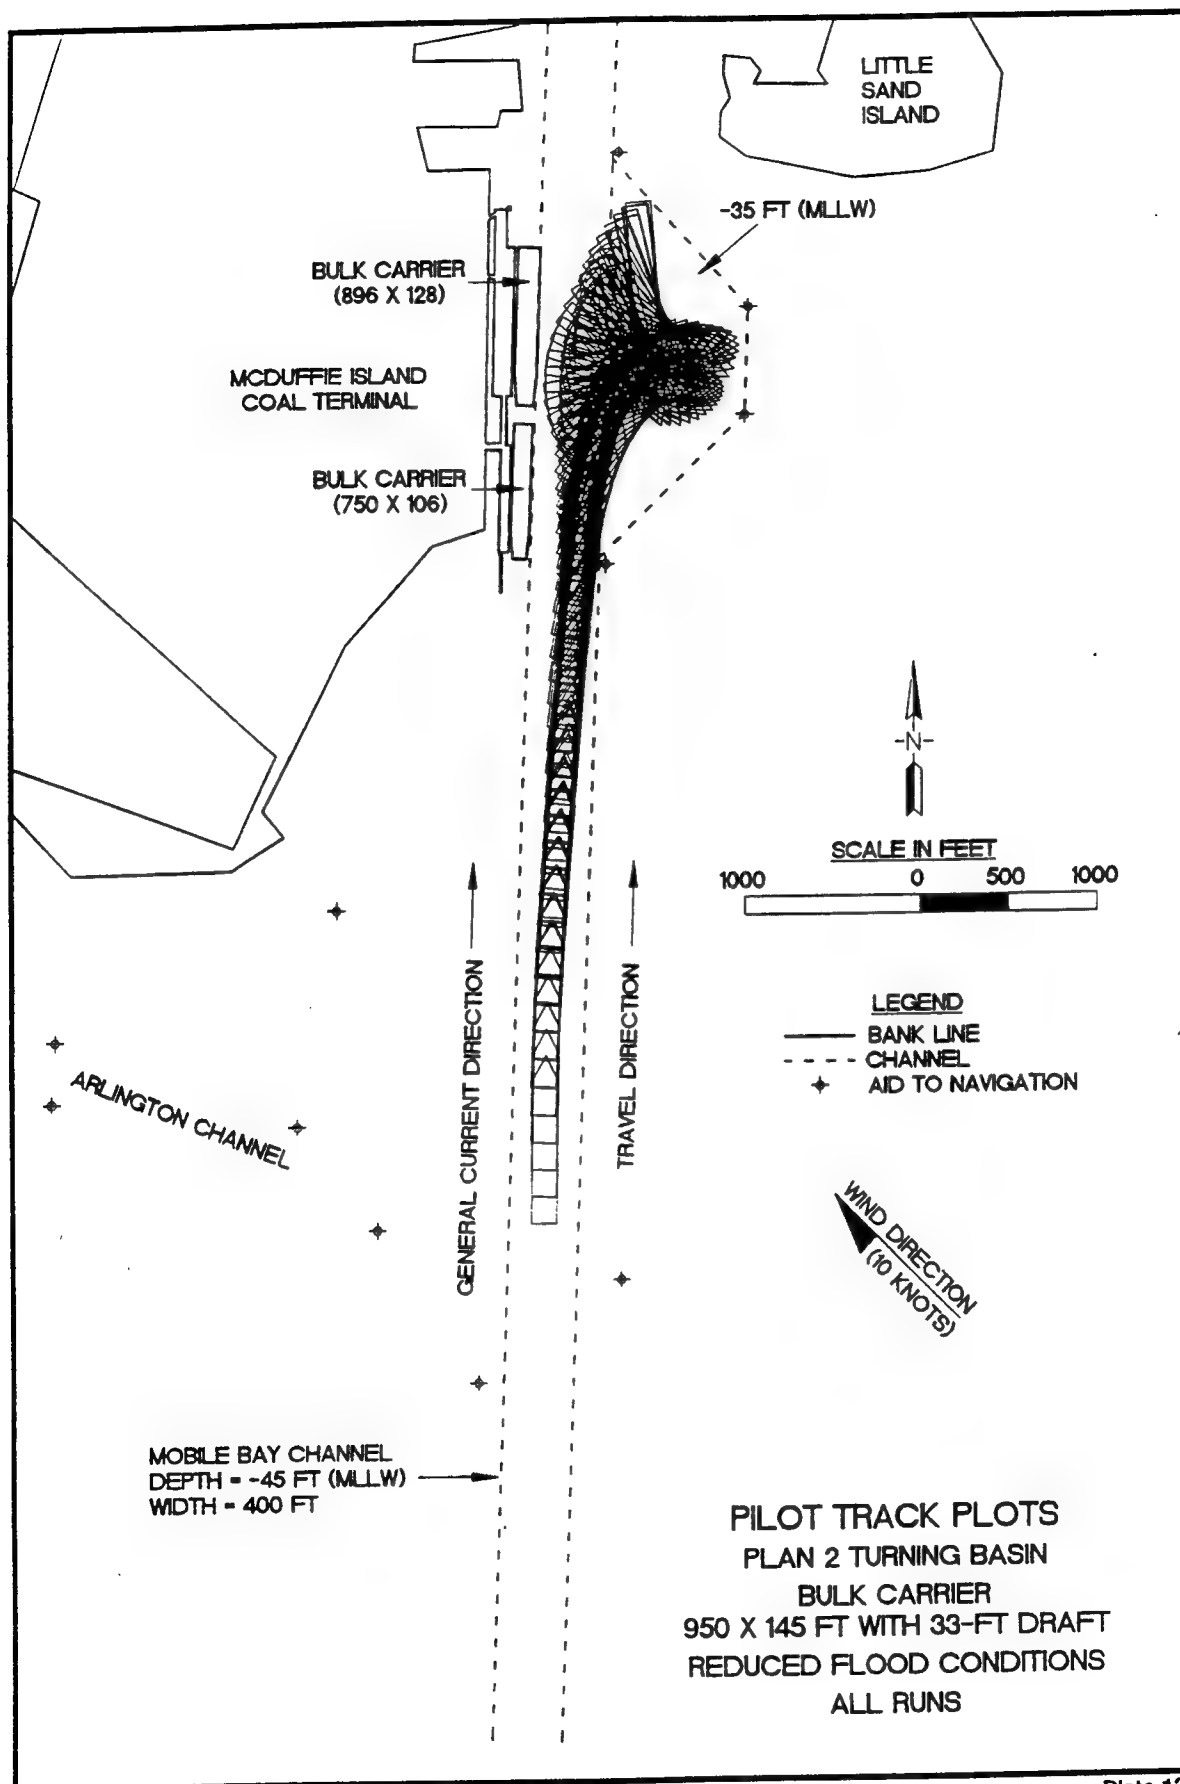 LITTLE
SAND
ISLAND
-35 FT (MLLW)
BULK CARRIER
(896 X 128)
MCDUFFIE ISLAND
COAL TERMINAL
BULK CARRIER
(750 X 106)
-N-
SCALE IN FEET
1000 0 500 1000
LEGEND
BANK LINE
CHANNEL
AID TO NAVIGATION
GENERAL CURRENT DIRECTION
TRAVEL DIRECTION
ARLINGTON CHANNEL
WIND DIRECTION
(10 KNOTS)
MOBILE BAY CHANNEL
DEPTH = -45 FT (MLLW)
WIDTH = 400 FT
PILOT TRACK PLOTS
PLAN 2 TURNING BASIN
BULK CARRIER
950 X 145 FT WITH 33-FT DRAFT
REDUCED FLOOD CONDITIONS
ALL RUNS